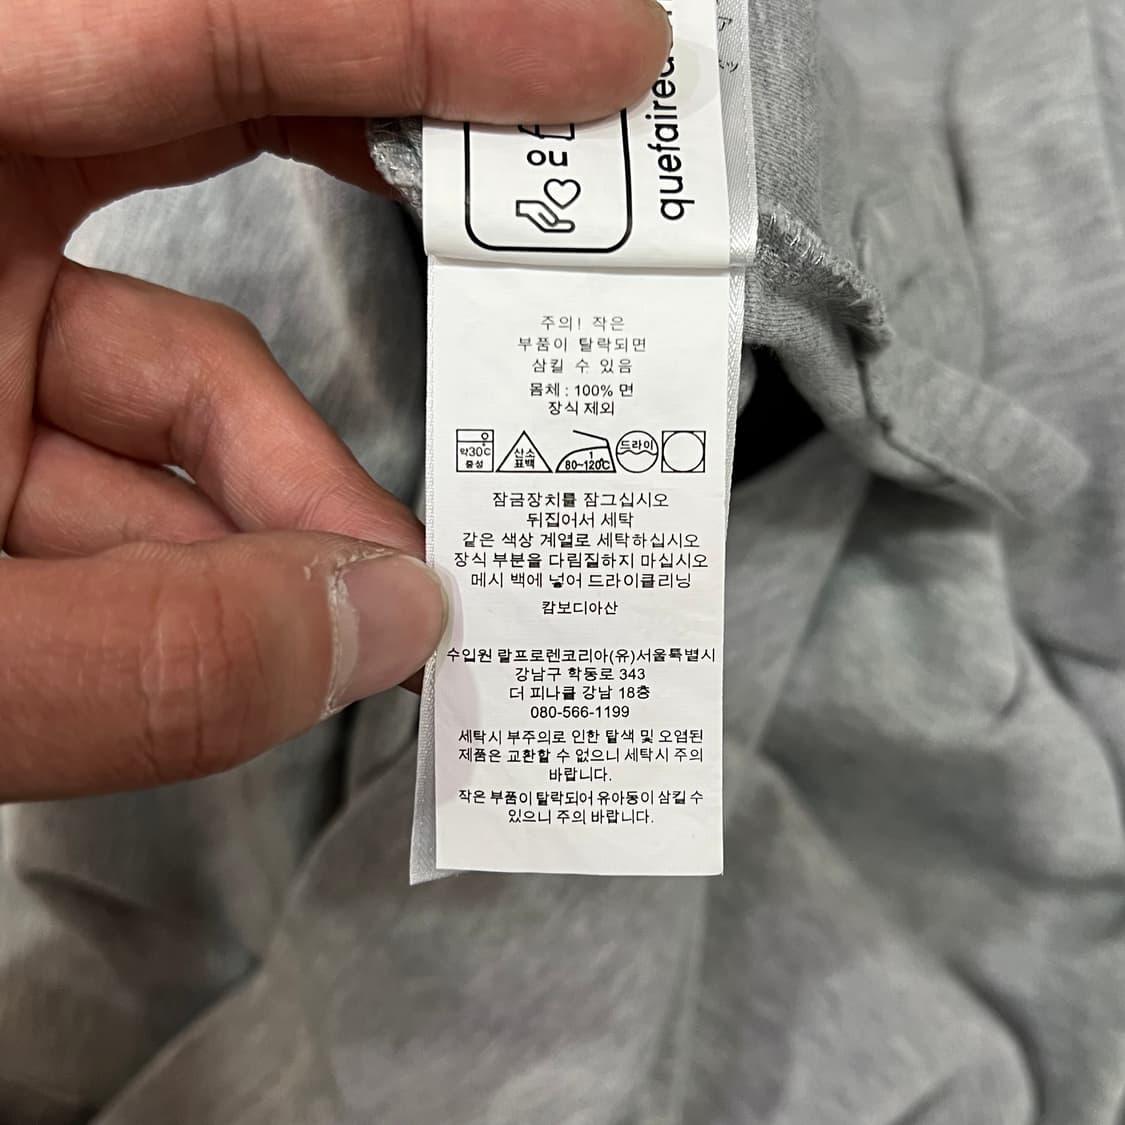 OU
quefaired
주의! 작은
부품이 탈락되면
삼킬 수 있음
몸체 : 100% 면
장식 제외
약30℃
중성
산소
표백
1
80~120℃
드라이
잠금장치를 잠그십시오
뒤집어서 세탁
같은 색상 계열로 세탁하십시오
장식 부분을 다림질하지 마십시오
메시 백에 넣어 드라이클리닝
캄보디아산
수입원 랄프로렌코리아(유)서울특별시
강남구 학동로 343
더 피나클 강남 18층
080-566-1199
세탁시 부주의로 인한 탈색 및 오염된
제품은 교환할 수 없으니 세탁시 주의
바랍니다.
작은 부품이 탈락되어 유아동이 삼킬 수
있으니 주의 바랍니다.